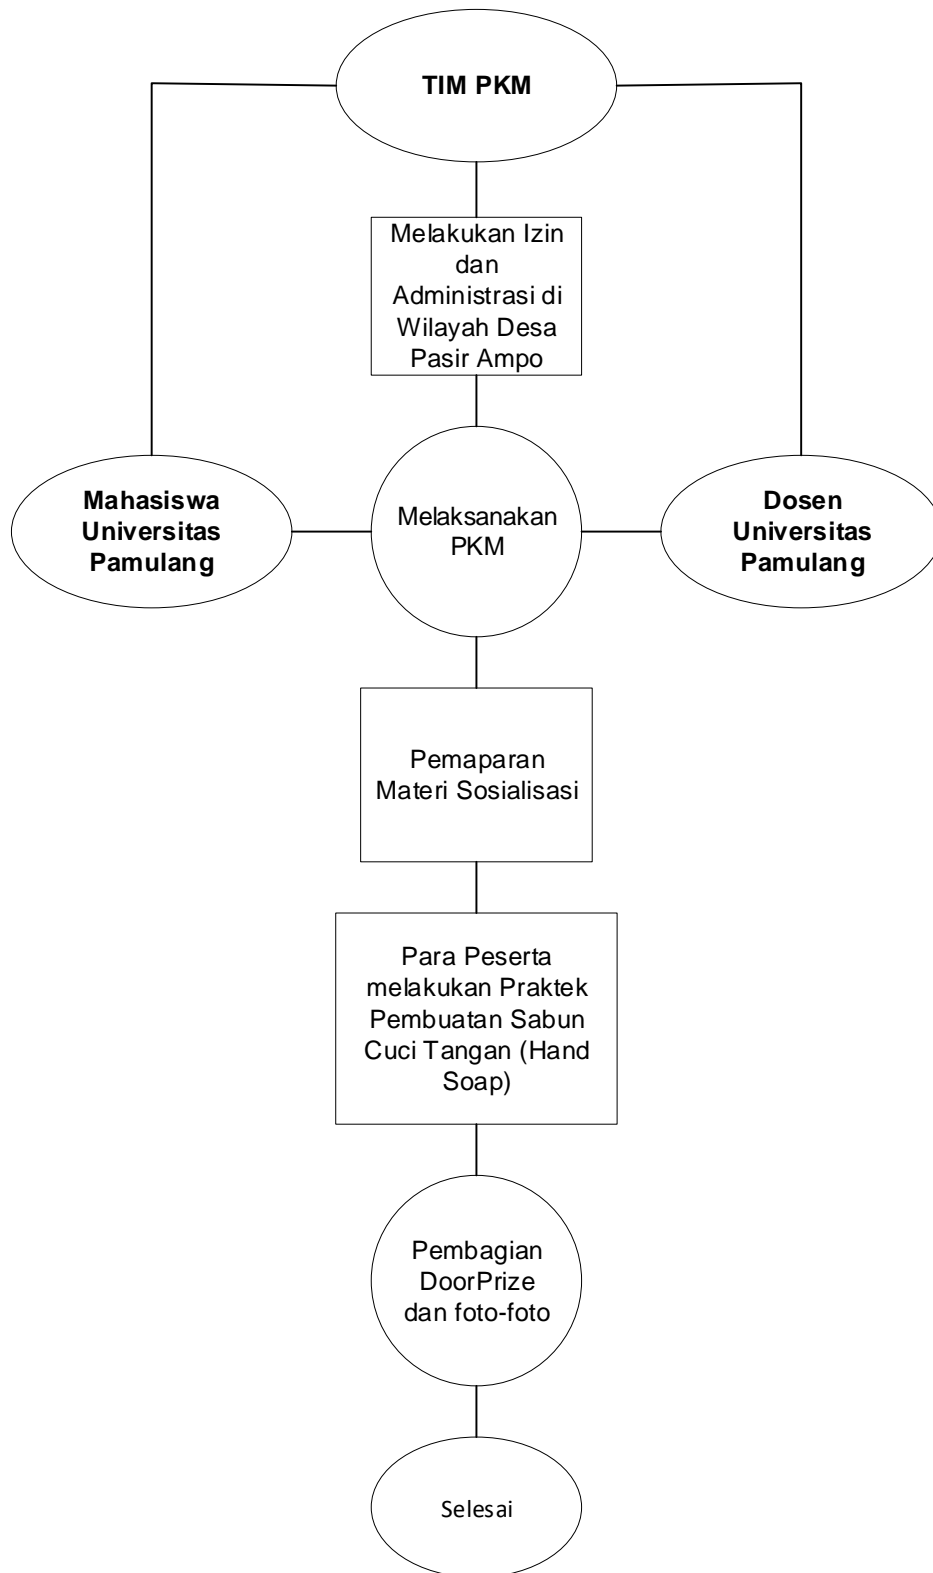 TIM PKM
Melakukan Izin
dan
Administrasi di
Wilayah Desa
Pasir Ampo
Mahasiswa
Universitas
Pamulang
Melaksanakan
PKM
Dosen
Universitas
Pamulang
Pemaparan
Materi Sosialisasi
Para Peserta
melakukan Praktek
Pembuatan Sabun
Cuci Tangan (Hand
Soap)
Pembagian
DoorPrize
dan foto-foto
Selesai